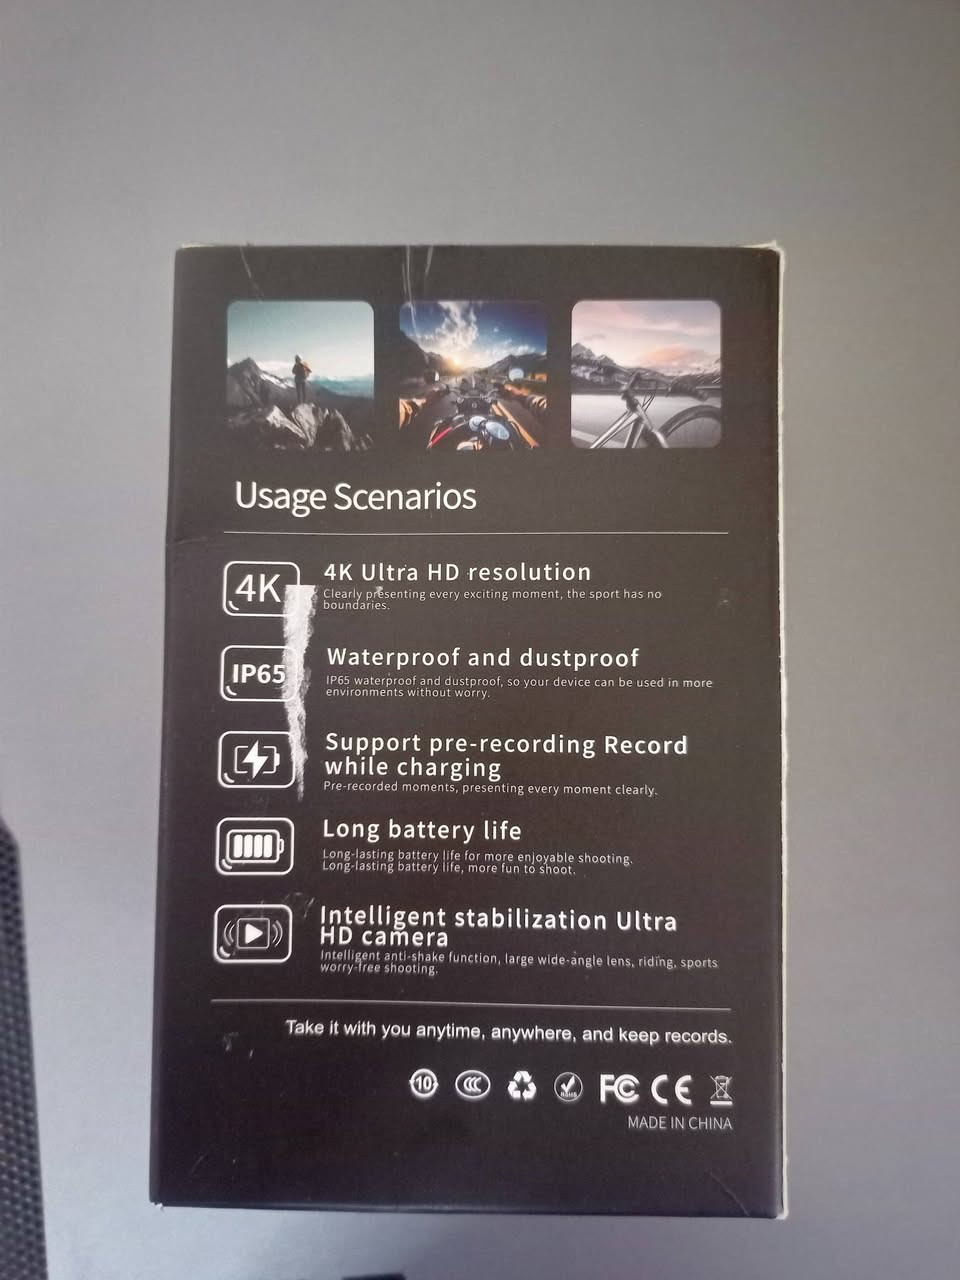 Usage Scenarios
4K
4K Ultra HD resolution
Clearly presenting every exciting moment, the sport has no
boundaries.
IP65
Waterproof and dustproof
IP65 waterproof and dustproof, so your device can be used in more
environments without worry.
Support pre-recording Record
while charging
Pre-recorded moments, presenting every moment clearly.
Long battery life
Long-lasting battery life for more enjoyable shooting.
Long-lasting battery life, more fun to shoot.
Intelligent stabilization Ultra
HD camera
Intelligent anti-shake function, large wide-angle lens, riding, sports
worry-free shooting.
Take it with you anytime, anywhere, and keep records.
10 CCC RoHS FC CE
MADE IN CHINA